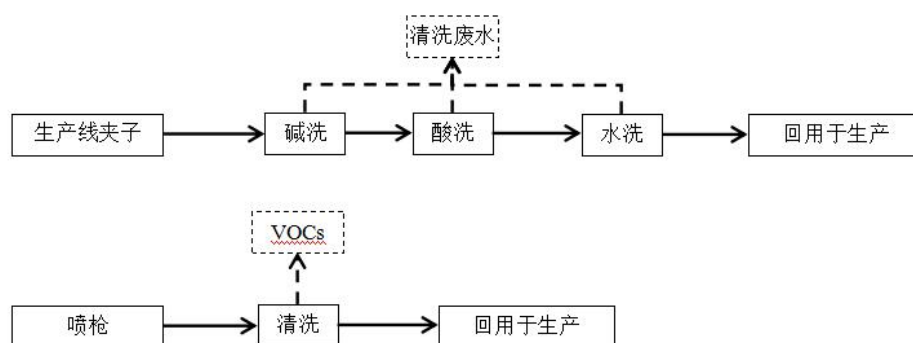 清洗废水
生产线夹子
碱洗
酸洗
水洗
回用于生产
VOCs
喷枪
清洗
回用于生产